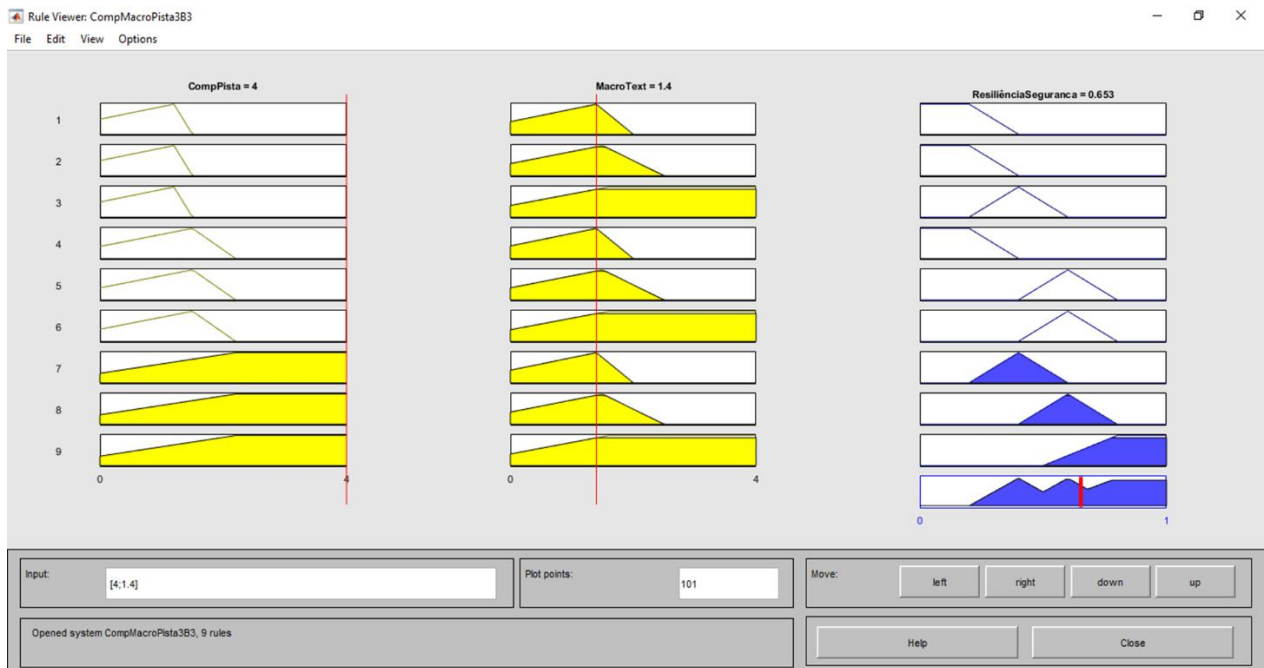 Rule Viewer: CompMacroPista3B3
File Edit View Options
CompPista = 4
MacroText = 1.4
ResiliênciaSeguranca = 0.653
1
2
3
4
5
6
7
8
9
0 4
0 4
0 1
Input: [4;1.4]
Plot points: 101
Move: left right down up
Opened system CompMacroPista3B3, 9 rules
Help Close